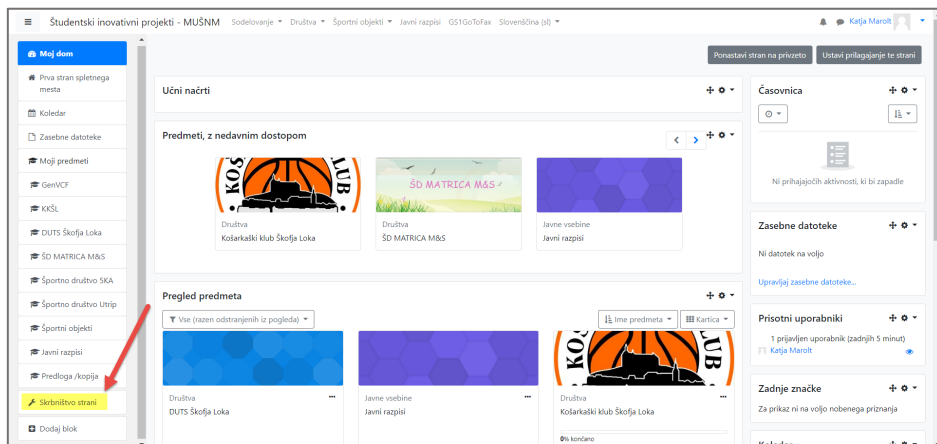 Študentski inovativni projekti - MUŠNM
Sodelovanje
Društva
Športni objekti
Javni razpisi
GS1GoToFax
Slovenščina (sl)
Katja Marolt
Moj dom
Prva stran spletnega
mesta
Koledar
Zasebne datoteke
Moji predmeti
GenVCF
KKŠL
DUTS Škofja Loka
ŠD MATRICA M&S
Športno društvo SKA
Športno društvo Utrip
Športni objekti
Javni razpisi
Predloga /kopija
Skrbništvo strani
Dodaj blok
Ponastavi stran na privzeto
Ustavi prilagajanje te strani
Učni načrti
Predmeti, z nedavnim dostopom
ŠD MATRICA M&S
Društva
Košarkaški klub Škofja Loka
Društva
ŠD MATRICA M&S
Javne vsebine
Javni razpisi
Pregled predmeta
Vse (razen odstranjenih iz pogleda)
Ime predmeta
Kartica
Društva
DUTS Škofja Loka
Javne vsebine
Javni razpisi
Društva
Košarkaški klub Škofja Loka
0% končano
Časovnica
Ni prihajajočih aktivnosti, ki bi zapadle
Zasebne datoteke
Ni datotek na voljo
Upravljaj zasebne datoteke...
Prisotni uporabniki
1 prijavljen uporabnik (zadnjih 5 minut)
Katja Marolt
Zadnje značke
Za prikaz ni na voljo nobenega priznanja
Koledar